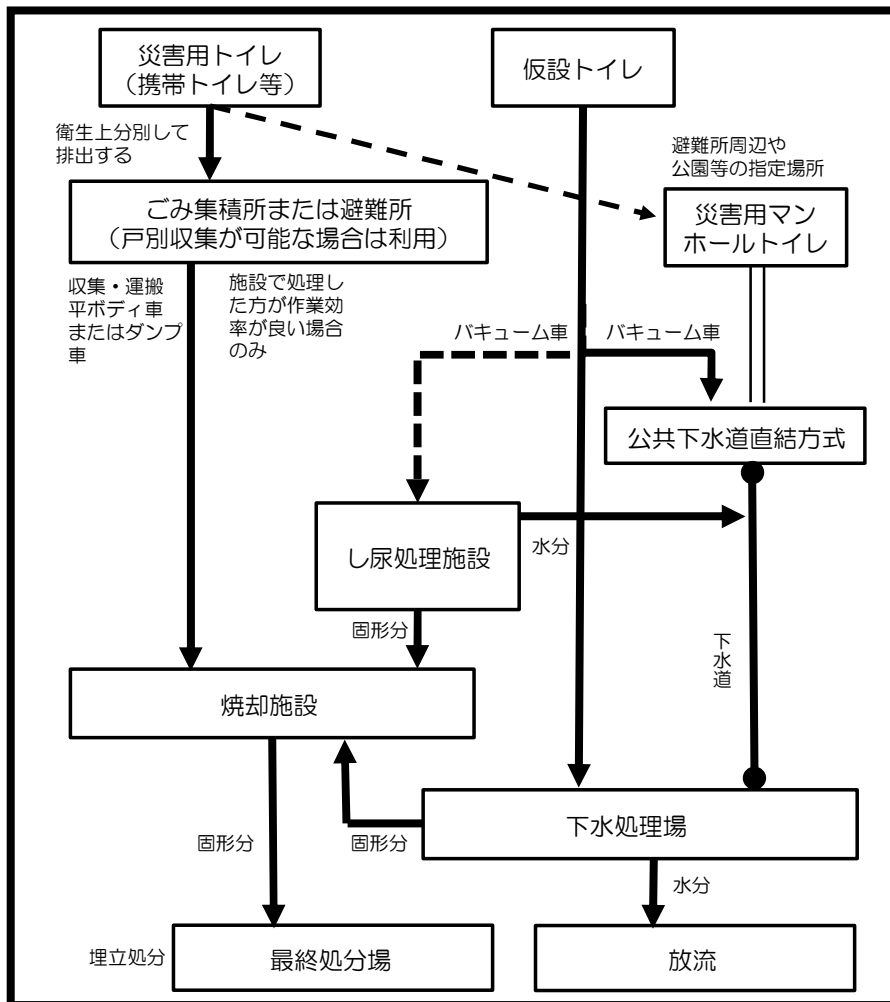 災害用トイレ
（携帯トイレ等）
仮設トイレ
衛生上分別して
排出する
避難所周辺や
公園等の指定場所
ごみ集積所または避難所
（戸別収集が可能な場合は利用）
災害用マン
ホールトイレ
収集・運搬
平ボディ車
またはダンプ
車
施設で処理し
た方が作業効
率が良い場合
のみ
バキューム車
バキューム車
公共下水道直結方式
し尿処理施設
水分
固形分
下水道
焼却施設
下水処理場
固形分
固形分
水分
埋立処分
最終処分場
放流